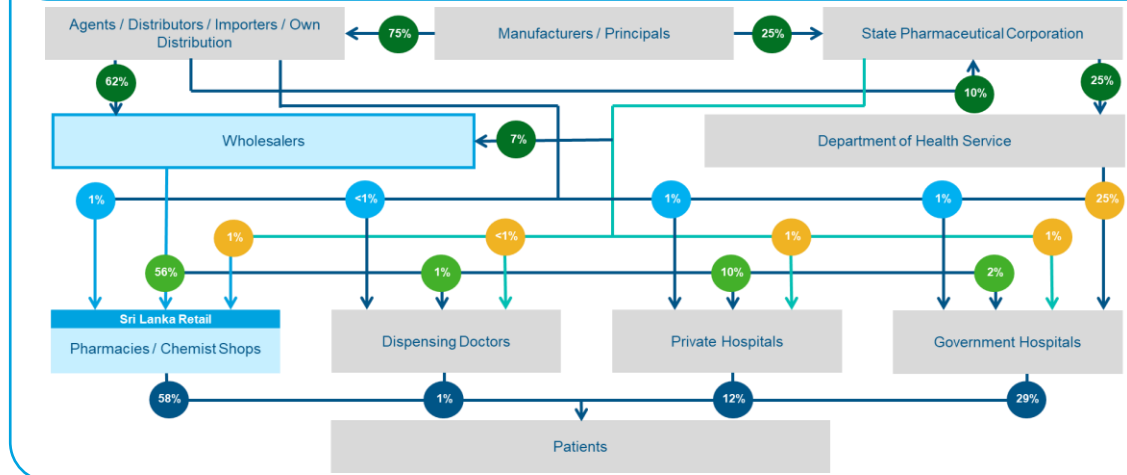 Agents / Distributors / Importers / Own
Distribution
75%
Manufacturers / Principals
25%
State Pharmaceutical Corporation
62%
10%
25%
Wholesalers
7%
Department of Health Service
1%
<1%
1%
1%
25%
1%
<1%
1%
1%
56%
1%
10%
2%
Sri Lanka Retail
Pharmacies / Chemist Shops
Dispensing Doctors
Private Hospitals
Government Hospitals
58%
1%
12%
29%
Patients